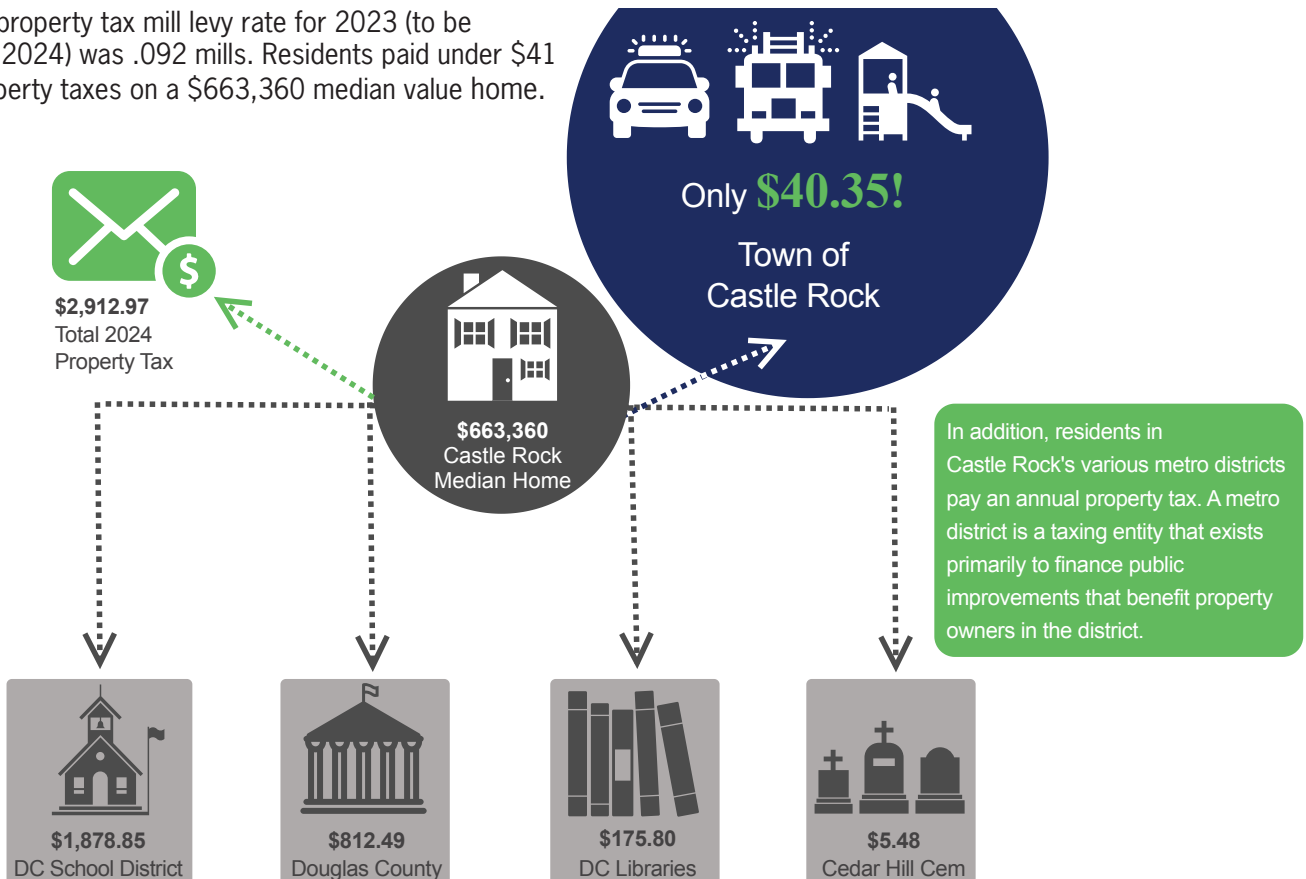 property tax mill levy rate for 2023 (to be
2024) was .092 mills. Residents paid under $41
perty taxes on a $663,360 median value home.
Only $40.35!
Town of
Castle Rock
$
$2,912.97
Total 2024
Property Tax
$663,360
Castle Rock
Median Home
In addition, residents in
Castle Rock's various metro districts
pay an annual property tax. A metro
district is a taxing entity that exists
primarily to finance public
improvements that benefit property
owners in the district.
$1,878.85
DC School District
$812.49
Douglas County
$175.80
DC Libraries
$5.48
Cedar Hill Cem